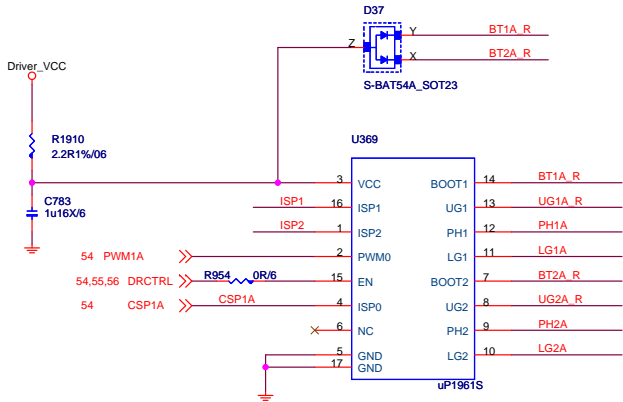 D37
Z
Y
BT1A_R
X
BT2A_R
S-BAT54A_SOT23
Driver_VCC
R1910
2.2R1%/06
C783
1u16X/6
U369
3 VCC
BOOT1 14 BT1A_R
ISP1 16 ISP1
UG1 13 UG1A_R
ISP2 1 ISP2
PH1 12 PH1A
54 PWM1A 2 PWM0
LG1 11 LG1A
54,55,56 DRCTRL R954 0R/6 15 EN
BOOT2 7 BT2A_R
54 CSP1A CSP1A 4 ISP0
UG2 8 UG2A_R
6 NC
PH2 9 PH2A
5 GND
LG2 10 LG2A
17 GND
uP1961S